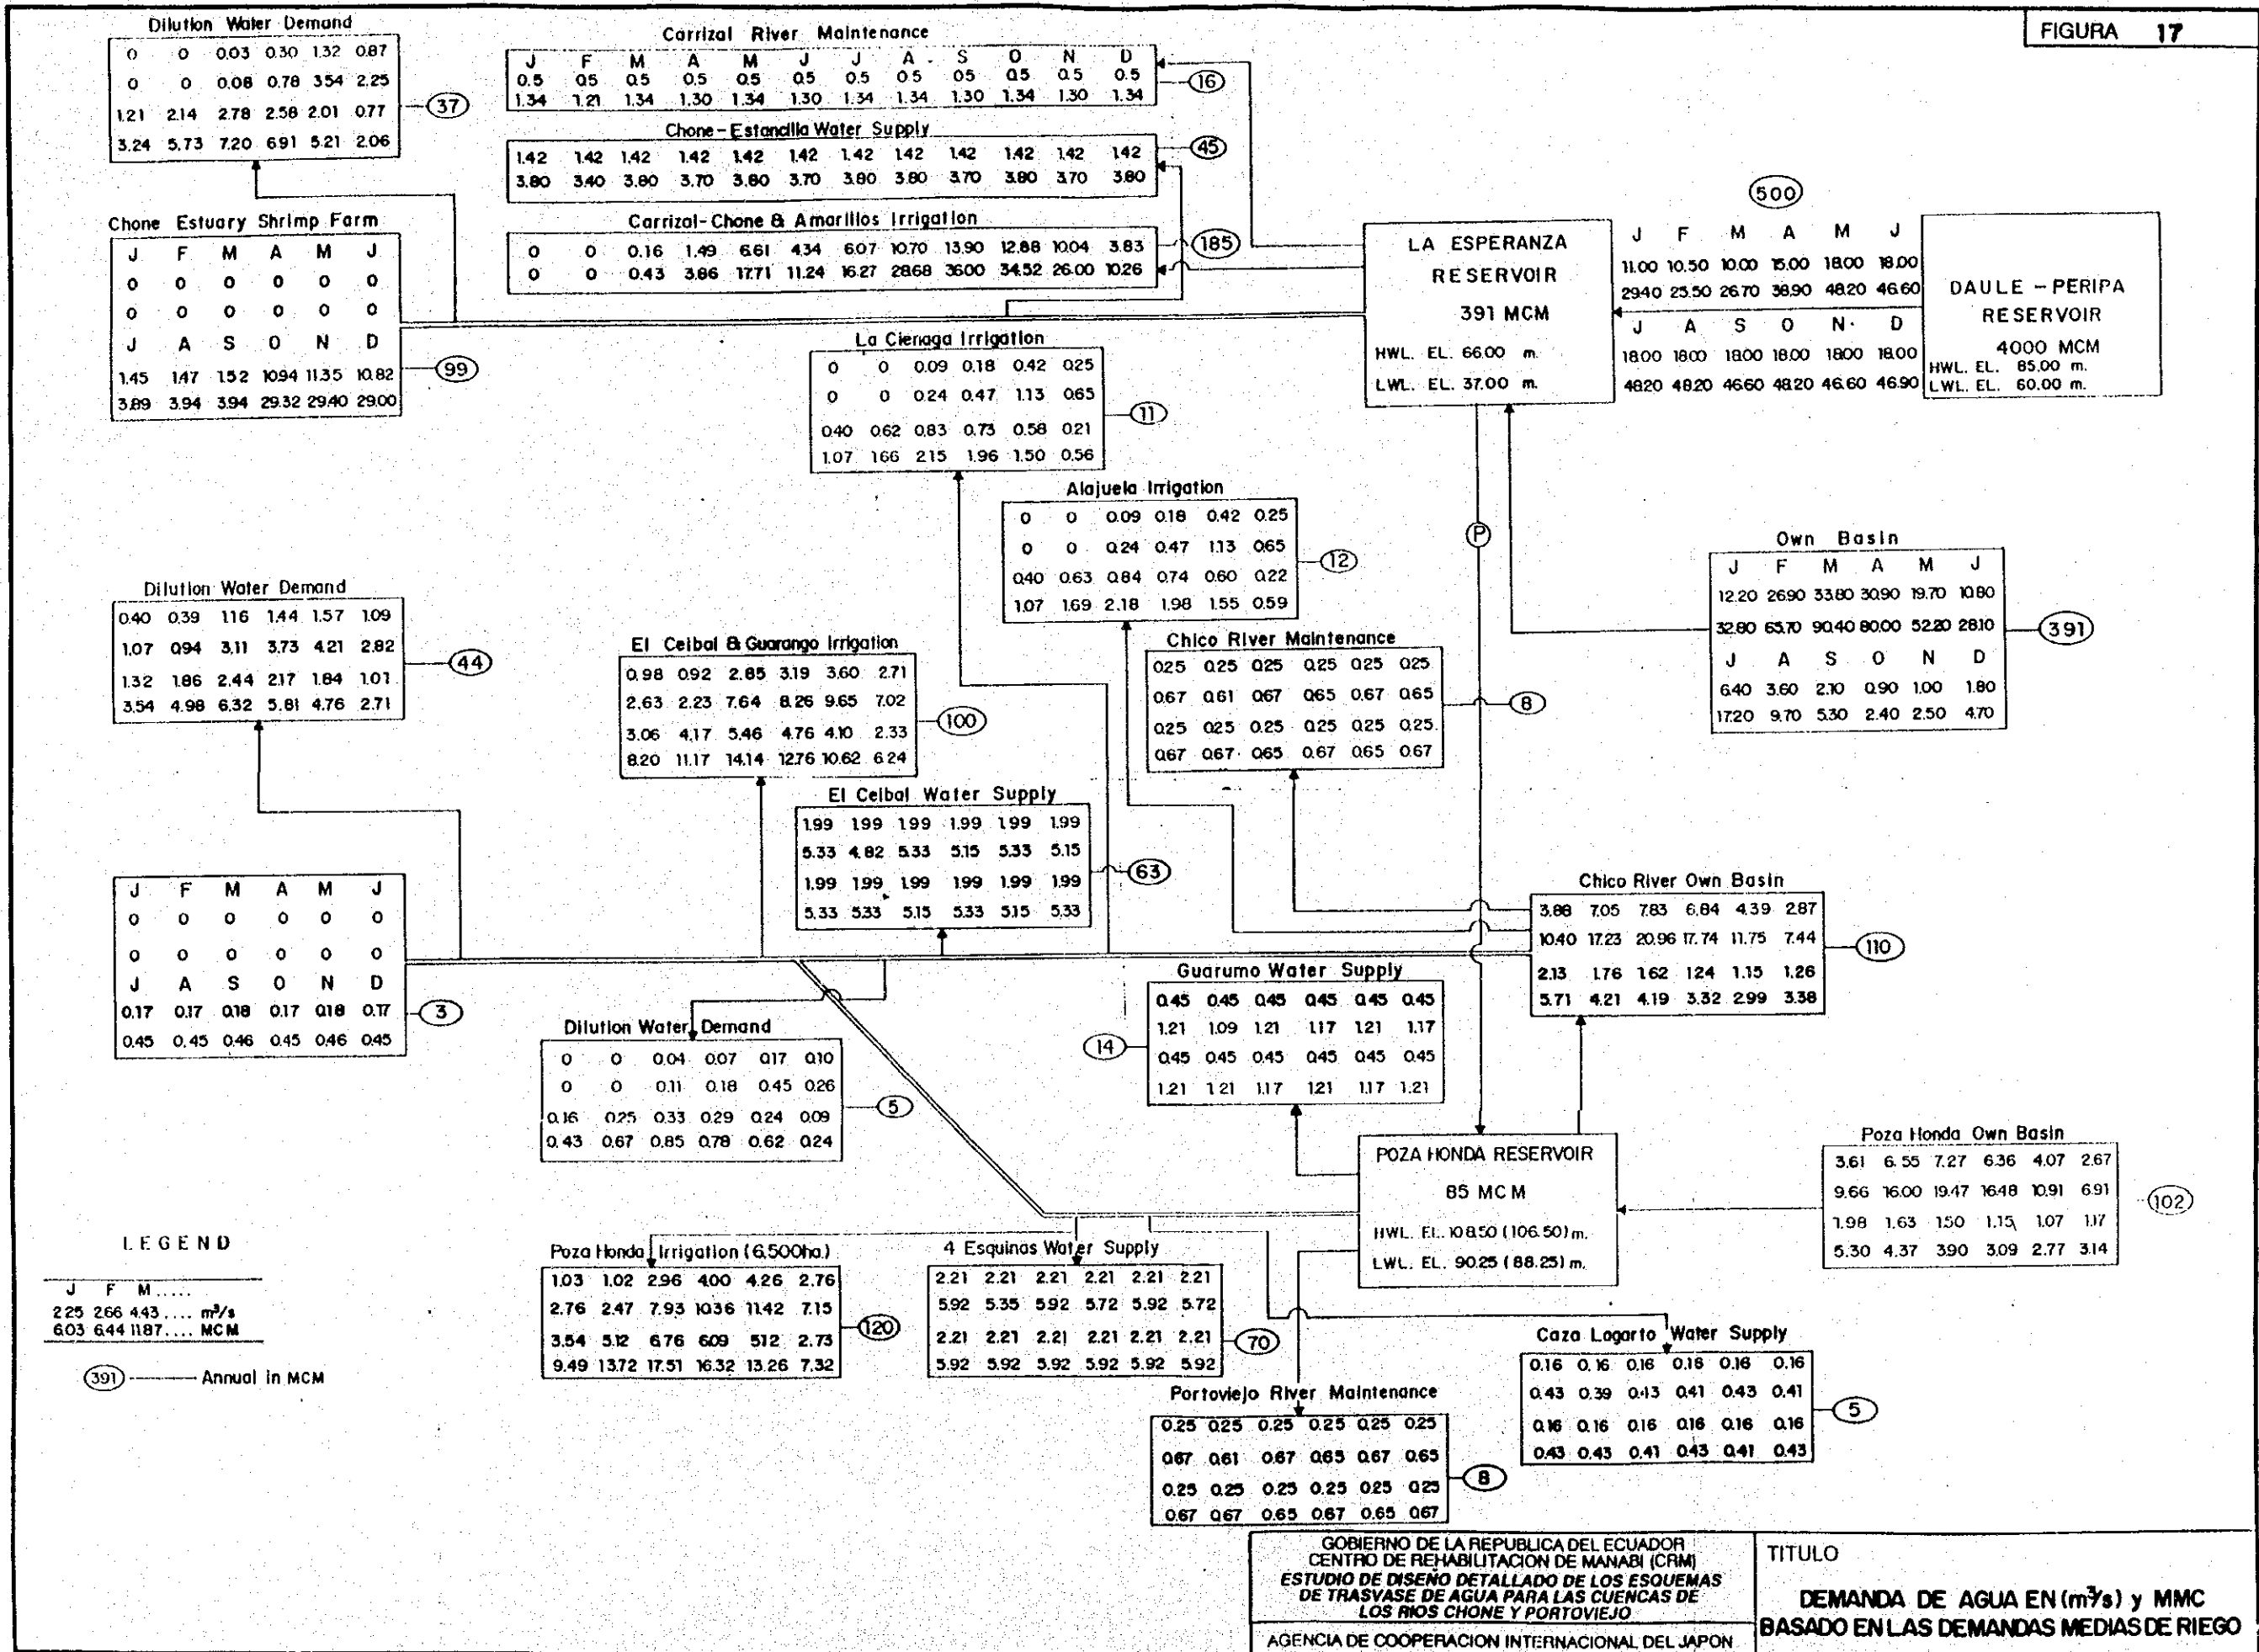 FIGURA 17
Dilution Water Demand
0 0 0.03 0.30 1.32 0.87
0 0 0.08 0.78 3.54 2.25
1.21 2.14 2.78 2.58 2.01 0.77
3.24 5.73 7.20 6.91 5.21 2.06
37
Carrizal River Maintenance
J F M A M J J A S O N D
0.5 0.5 0.5 0.5 0.5 0.5 0.5 0.5 0.5 0.5 0.5 0.5
1.34 1.21 1.34 1.30 1.34 1.30 1.34 1.34 1.30 1.34 1.30 1.34
16
Chone-Estancilla Water Supply
1.42 1.42 1.42 1.42 1.42 1.42 1.42 1.42 1.42 1.42 1.42 1.42
3.80 3.40 3.80 3.70 3.80 3.70 3.80 3.80 3.70 3.80 3.70 3.80
45
Carrizal-Chone & Amarillos Irrigation
0 0 0.16 1.49 6.61 4.34 6.07 10.70 13.90 12.88 10.04 3.83
0 0 0.43 3.86 17.71 11.24 16.27 28.68 36.00 34.52 26.00 10.26
185
Chone Estuary Shrimp Farm
J F M A M J
0 0 0 0 0 0
0 0 0 0 0 0
J A S O N D
1.45 1.47 1.52 10.94 11.35 10.82
3.89 3.94 3.94 29.32 29.40 29.00
99
LA ESPERANZA
RESERVOIR
391 MCM
HWL. EL. 66.00 m.
LWL. EL. 37.00 m.
500
J F M A M J
11.00 10.50 10.00 15.00 18.00 18.00
29.40 25.50 26.70 38.90 48.20 46.60
J A S O N D
18.00 18.00 18.00 18.00 18.00 18.00
48.20 48.20 46.60 48.20 46.60 46.90
DAULE - PERIPA
RESERVOIR
4000 MCM
HWL. EL. 85.00 m.
LWL. EL. 60.00 m.
La Cienaga Irrigation
0 0 0.09 0.18 0.42 0.25
0 0 0.24 0.47 1.13 0.65
0.40 0.62 0.83 0.73 0.58 0.21
1.07 1.66 2.15 1.96 1.50 0.56
11
Alajuela Irrigation
0 0 0.09 0.18 0.42 0.25
0 0 0.24 0.47 1.13 0.65
0.40 0.63 0.84 0.74 0.60 0.22
1.07 1.69 2.18 1.98 1.55 0.59
12
P
Own Basin
J F M A M J
12.20 26.90 33.80 30.90 19.70 10.80
32.80 65.70 90.40 80.00 52.20 28.10
J A S O N D
6.40 3.60 2.10 0.90 1.00 1.80
17.20 9.70 5.30 2.40 2.50 4.70
391
Dilution Water Demand
0.40 0.39 1.16 1.44 1.57 1.09
1.07 0.94 3.11 3.73 4.21 2.82
1.32 1.86 2.44 2.17 1.84 1.01
3.54 4.98 6.32 5.81 4.76 2.71
44
El Ceibal & Guarango Irrigation
0.98 0.92 2.85 3.19 3.60 2.71
2.63 2.23 7.64 8.26 9.65 7.02
3.06 4.17 5.46 4.76 4.10 2.33
8.20 11.17 14.14 12.76 10.62 6.24
100
Chico River Maintenance
0.25 0.25 0.25 0.25 0.25 0.25
0.67 0.61 0.67 0.65 0.67 0.65
0.25 0.25 0.25 0.25 0.25 0.25
0.67 0.67 0.65 0.67 0.65 0.67
8
El Ceibal Water Supply
1.99 1.99 1.99 1.99 1.99 1.99
5.33 4.82 5.33 5.15 5.33 5.15
1.99 1.99 1.99 1.99 1.99 1.99
5.33 5.33 5.15 5.33 5.15 5.33
63
J F M A M J
0 0 0 0 0 0
0 0 0 0 0 0
J A S O N D
0.17 0.17 0.18 0.17 0.18 0.17
0.45 0.45 0.46 0.45 0.46 0.45
3
Chico River Own Basin
3.88 7.05 7.83 6.84 4.39 2.87
10.40 17.23 20.96 17.74 11.75 7.44
2.13 1.76 1.62 1.24 1.15 1.26
5.71 4.21 4.19 3.32 2.99 3.38
110
Guarumo Water Supply
0.45 0.45 0.45 0.45 0.45 0.45
1.21 1.09 1.21 1.17 1.21 1.17
0.45 0.45 0.45 0.45 0.45 0.45
1.21 1.21 1.17 1.21 1.17 1.21
14
Dilution Water Demand
0 0 0.04 0.07 0.17 0.10
0 0 0.11 0.18 0.45 0.26
0.16 0.25 0.33 0.29 0.24 0.09
0.43 0.67 0.85 0.78 0.62 0.24
5
POZA HONDA RESERVOIR
85 MCM
HWL. EL. 108.50 (106.50) m.
LWL. EL. 90.25 (88.25) m.
Poza Honda Own Basin
3.61 6.55 7.27 6.36 4.07 2.67
9.66 16.00 19.47 16.48 10.91 6.91
1.98 1.63 1.50 1.15 1.07 1.17
5.30 4.37 3.90 3.09 2.77 3.14
102
LEGEND
J F M .....
2.25 2.66 4.43 .... m³/s
6.03 6.44 11.87 .... MCM
391 Annual in MCM
Poza Honda Irrigation (6,500ha.)
1.03 1.02 2.96 4.00 4.26 2.76
2.76 2.47 7.93 10.36 11.42 7.15
3.54 5.12 6.76 6.09 5.12 2.73
9.49 13.72 17.51 16.32 13.26 7.32
120
4 Esquinas Water Supply
2.21 2.21 2.21 2.21 2.21 2.21
5.92 5.35 5.92 5.72 5.92 5.72
2.21 2.21 2.21 2.21 2.21 2.21
5.92 5.92 5.92 5.92 5.92 5.92
70
Caza Lagarto Water Supply
0.16 0.16 0.16 0.16 0.16 0.16
0.43 0.39 0.43 0.41 0.43 0.41
0.16 0.16 0.16 0.16 0.16 0.16
0.43 0.43 0.41 0.43 0.41 0.43
5
Portoviejo River Maintenance
0.25 0.25 0.25 0.25 0.25 0.25
0.67 0.61 0.67 0.65 0.67 0.65
0.25 0.25 0.25 0.25 0.25 0.25
0.67 0.67 0.65 0.67 0.65 0.67
8
GOBIERNO DE LA REPUBLICA DEL ECUADOR
CENTRO DE REHABILITACION DE MANABI (CRM)
ESTUDIO DE DISEÑO DETALLADO DE LOS ESQUEMAS
DE TRASVASE DE AGUA PARA LAS CUENCAS DE
LOS RIOS CHONE Y PORTOVIEJO
AGENCIA DE COOPERACION INTERNACIONAL DEL JAPON
TITULO
DEMANDA DE AGUA EN (m³/s) y MMC
BASADO EN LAS DEMANDAS MEDIAS DE RIEGO